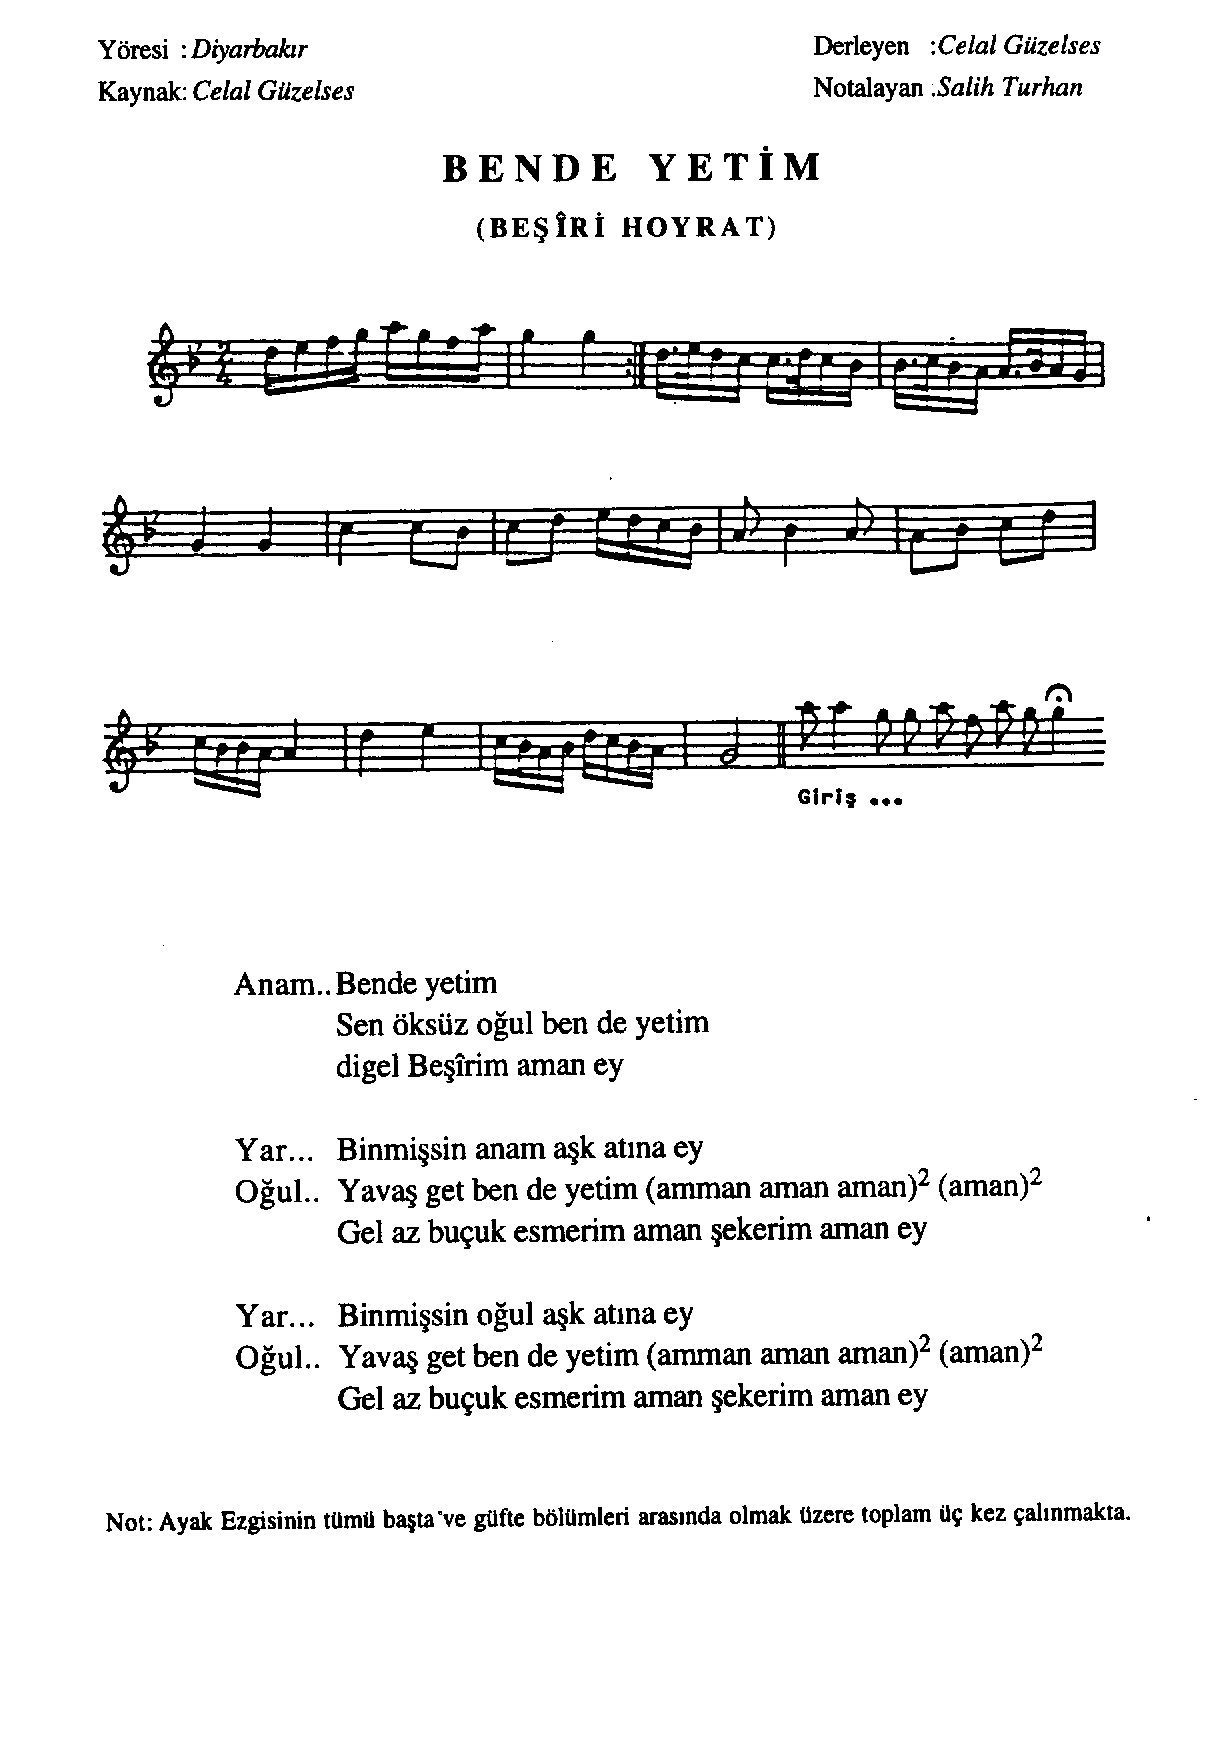 Yöresi : Diyarbakır
Kaynak: Celal Güzelses
Derleyen : Celal Güzelses
Notalayan . Salih Turhan
BENDE YETİM
(BEŞÎRİ HOYRAT)
2
4
Giriş ...
Anam.. Bende yetim
Sen öksüz oğul ben de yetim
digel Beşîrim aman ey
Yar... Binmişsin anam aşk atına ey
Oğul.. Yavaş get ben de yetim (amman aman aman)² (aman)²
Gel az buçuk esmerim aman şekerim aman ey
Yar... Binmişsin oğul aşk atına ey
Oğul.. Yavaş get ben de yetim (amman aman aman)² (aman)²
Gel az buçuk esmerim aman şekerim aman ey
Not: Ayak Ezgisinin tümü başta ve güfte bölümleri arasında olmak üzere toplam üç kez çalınmakta.